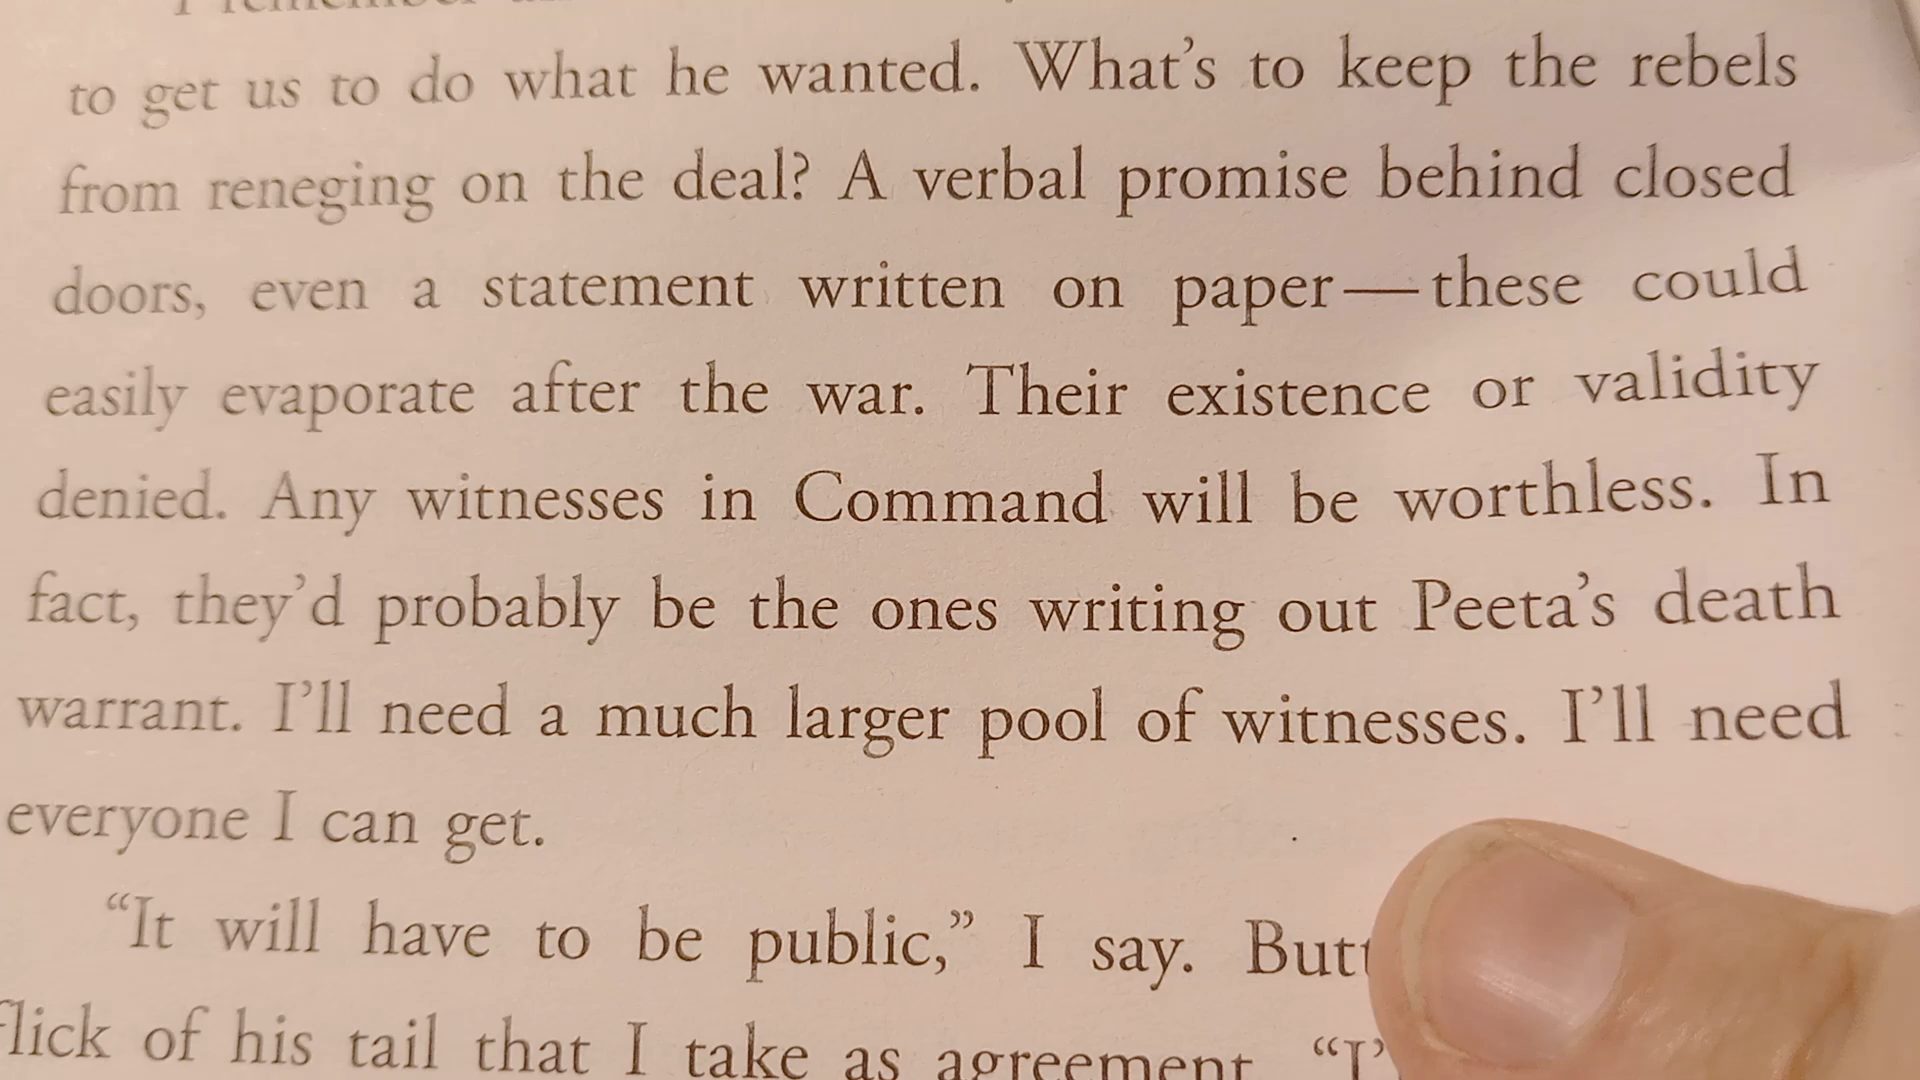 I remember
to get us to do what he wanted. What's to keep the rebels
from reneging on the deal? A verbal promise behind closed
doors, even a statement written on paper—these could
easily evaporate after the war. Their existence or validity
denied. Any witnesses in Command will be worthless. In
fact, they'd probably be the ones writing out Peeta's death
warrant. I'll need a much larger pool of witnesses. I'll need
everyone I can get.
“It will have to be public,” I say.
flick of his tail that I take as agreement.